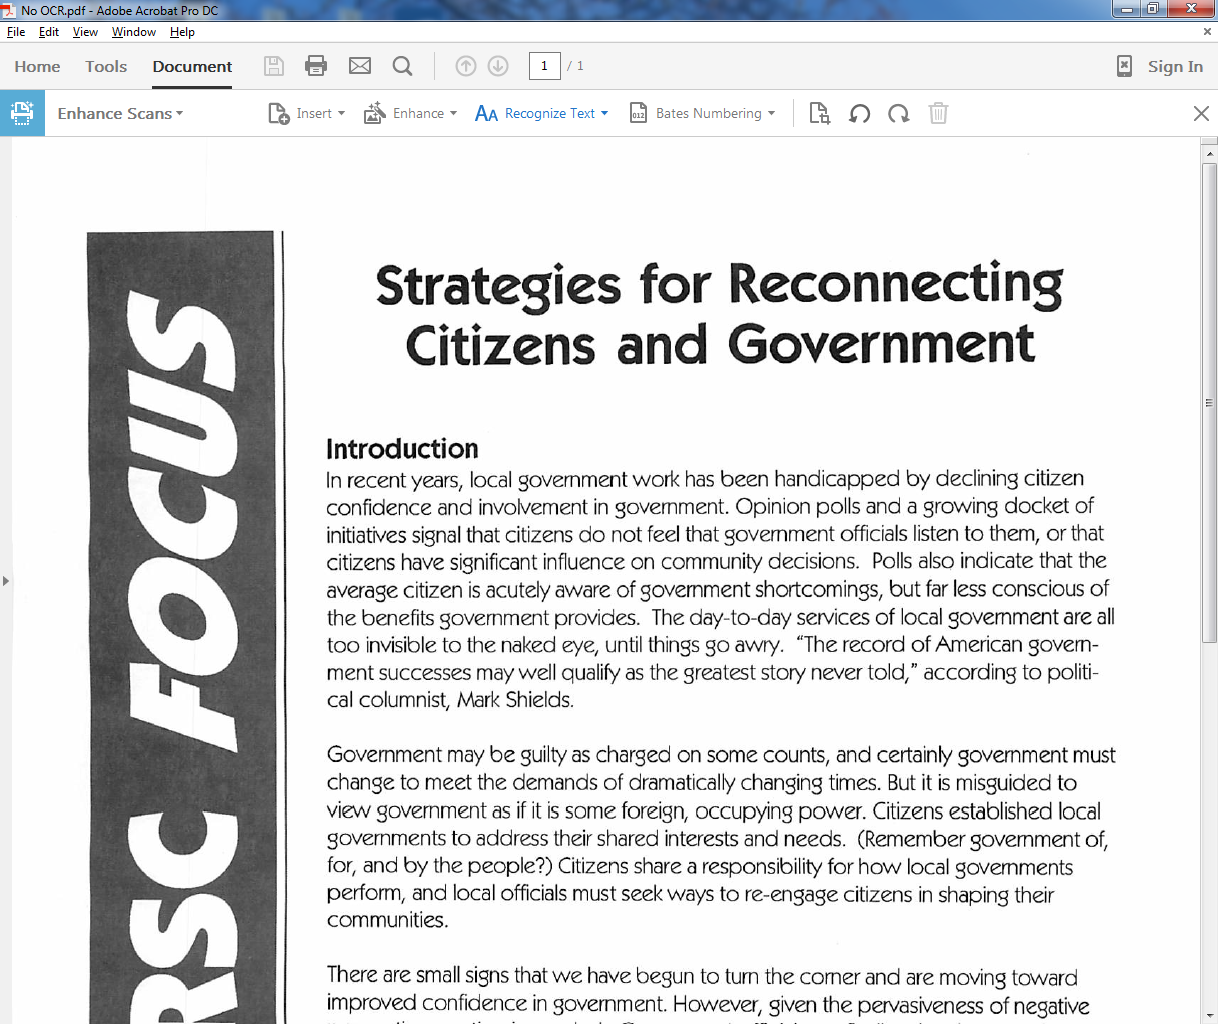 No OCR.pdf - Adobe Acrobat Pro DC
File Edit View Window Help
Home Tools Document 1 / 1 Sign In
Enhance Scans Insert Enhance Recognize Text 012 Bates Numbering
FOCUS
RSC
Strategies for Reconnecting
Citizens and Government
Introduction
In recent years, local government work has been handicapped by declining citizen
confidence and involvement in government. Opinion polls and a growing docket of
initiatives signal that citizens do not feel that government officials listen to them, or that
citizens have significant influence on community decisions. Polls also indicate that the
average citizen is acutely aware of government shortcomings, but far less conscious of
the benefits government provides. The day-to-day services of local government are all
too invisible to the naked eye, until things go awry. “The record of American govern-
ment successes may well qualify as the greatest story never told,” according to politi-
cal columnist, Mark Shields.
Government may be guilty as charged on some counts, and certainly government must
change to meet the demands of dramatically changing times. But it is misguided to
view government as if it is some foreign, occupying power. Citizens established local
governments to address their shared interests and needs. (Remember government of,
for, and by the people?) Citizens share a responsibility for how local governments
perform, and local officials must seek ways to re-engage citizens in shaping their
communities.
There are small signs that we have begun to turn the corner and are moving toward
improved confidence in government. However, given the pervasiveness of negative